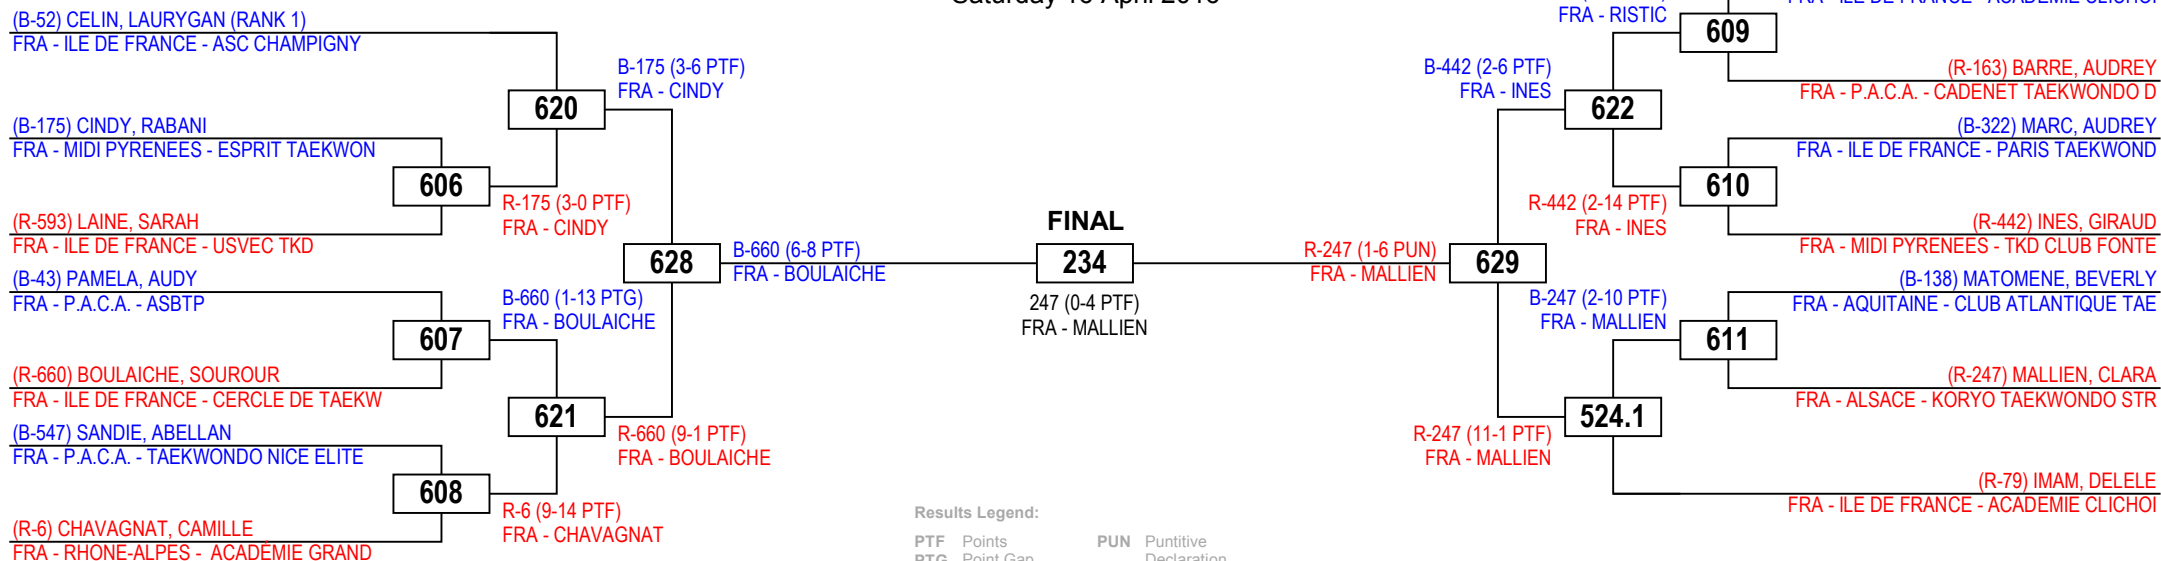 (B-52) CELIN, LAURYGAN (RANK 1)
FRA - ILE DE FRANCE - ASC CHAMPIGNY
620
B-175 (3-6 PTF)
FRA - CINDY
(B-175) CINDY, RABANI
FRA - MIDI PYRENEES - ESPRIT TAEKWON
606
R-175 (3-0 PTF)
FRA - CINDY
(R-593) LAINE, SARAH
FRA - ILE DE FRANCE - USVEC TKD
628
B-660 (6-8 PTF)
FRA - BOULAICHE
(B-43) PAMELA, AUDY
FRA - P.A.C.A. - ASBTP
607
B-660 (1-13 PTG)
FRA - BOULAICHE
(R-660) BOULAICHE, SOUROUR
FRA - ILE DE FRANCE - CERCLE DE TAEKW
621
R-660 (9-1 PTF)
FRA - BOULAICHE
(B-547) SANDIE, ABELLAN
FRA - P.A.C.A. - TAEKWONDO NICE ELITE
608
R-6 (9-14 PTF)
FRA - CHAVAGNAT
(R-6) CHAVAGNAT, CAMILLE
FRA - RHONE-ALPES - ACADÉMIE GRAND
FINAL
234
247 (0-4 PTF)
FRA - MALLIEN
FRA - RISTIC
609
FRA - ILE DE FRANCE - ACADEMIE CLICHOI
(R-163) BARRE, AUDREY
FRA - P.A.C.A. - CADENET TAEKWONDO D
B-442 (2-6 PTF)
FRA - INES
622
(B-322) MARC, AUDREY
FRA - ILE DE FRANCE - PARIS TAEKWOND
610
R-442 (2-14 PTF)
FRA - INES
(R-442) INES, GIRAUD
FRA - MIDI PYRENEES - TKD CLUB FONTE
R-247 (1-6 PUN)
FRA - MALLIEN
629
(B-138) MATOMENE, BEVERLY
FRA - AQUITAINE - CLUB ATLANTIQUE TAE
B-247 (2-10 PTF)
FRA - MALLIEN
611
(R-247) MALLIEN, CLARA
FRA - ALSACE - KORYO TAEKWONDO STR
524.1
R-247 (11-1 PTF)
FRA - MALLIEN
(R-79) IMAM, DELELE
FRA - ILE DE FRANCE - ACADEMIE CLICHOI
Results Legend:
PTF Points PUN Puntitive
PTG Point Gap Declaration